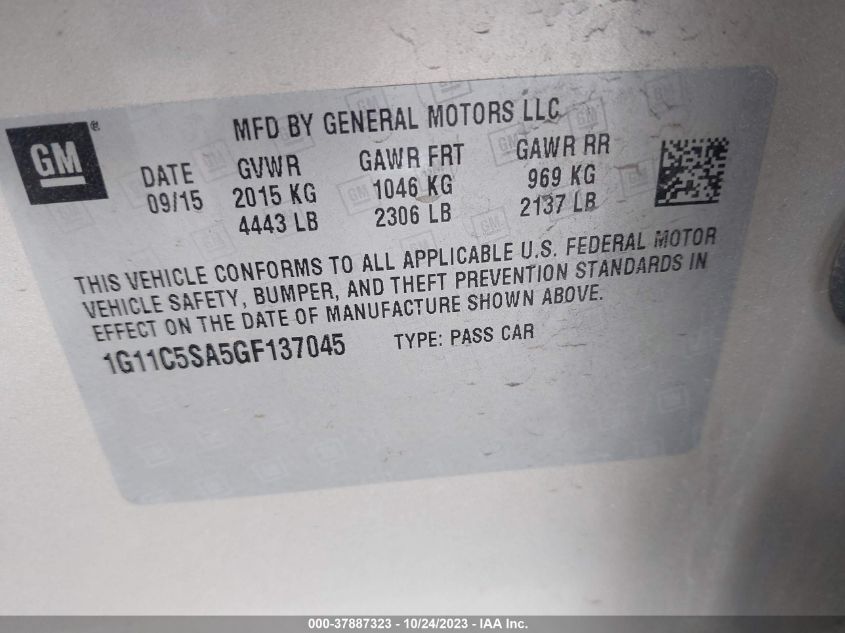 GM®
MFD BY GENERAL MOTORS LLC
DATE GVWR GAWR FRT GAWR RR
09/15 2015 KG 1046 KG 969 KG
4443 LB 2306 LB 2137 LB
THIS VEHICLE CONFORMS TO ALL APPLICABLE U.S. FEDERAL MOTOR
VEHICLE SAFETY, BUMPER, AND THEFT PREVENTION STANDARDS IN
EFFECT ON THE DATE OF MANUFACTURE SHOWN ABOVE.
1G11C5SA5GF137045 TYPE: PASS CAR
000-37887323 - 10/24/2023 - IAA Inc.